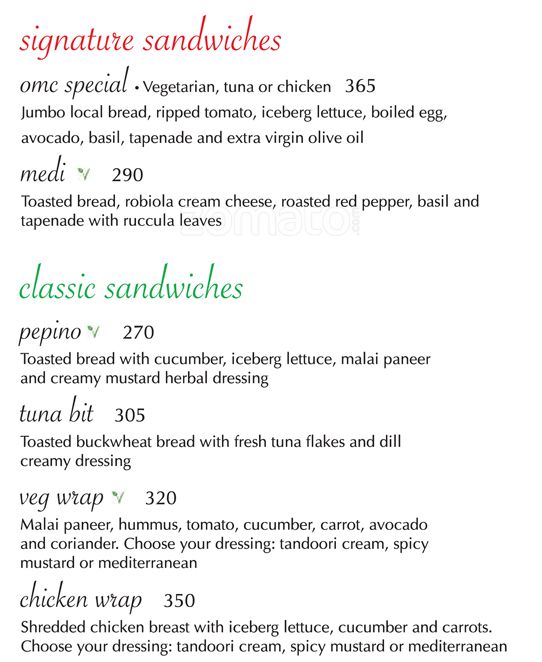 signature sandwiches
omc special • Vegetarian, tuna or chicken 365
Jumbo local bread, ripped tomato, iceberg lettuce, boiled egg,
avocado, basil, tapenade and extra virgin olive oil
medi 290
Toasted bread, robiola cream cheese, roasted red pepper, basil and
tapenade with ruccula leaves
zomato.com
classic sandwiches
pepino 270
Toasted bread with cucumber, iceberg lettuce, malai paneer
and creamy mustard herbal dressing
tuna bit 305
Toasted buckwheat bread with fresh tuna flakes and dill
creamy dressing
veg wrap 320
Malai paneer, hummus, tomato, cucumber, carrot, avocado
and coriander. Choose your dressing: tandoori cream, spicy
mustard or mediterranean
chicken wrap 350
Shredded chicken breast with iceberg lettuce, cucumber and carrots.
Choose your dressing: tandoori cream, spicy mustard or mediterranean